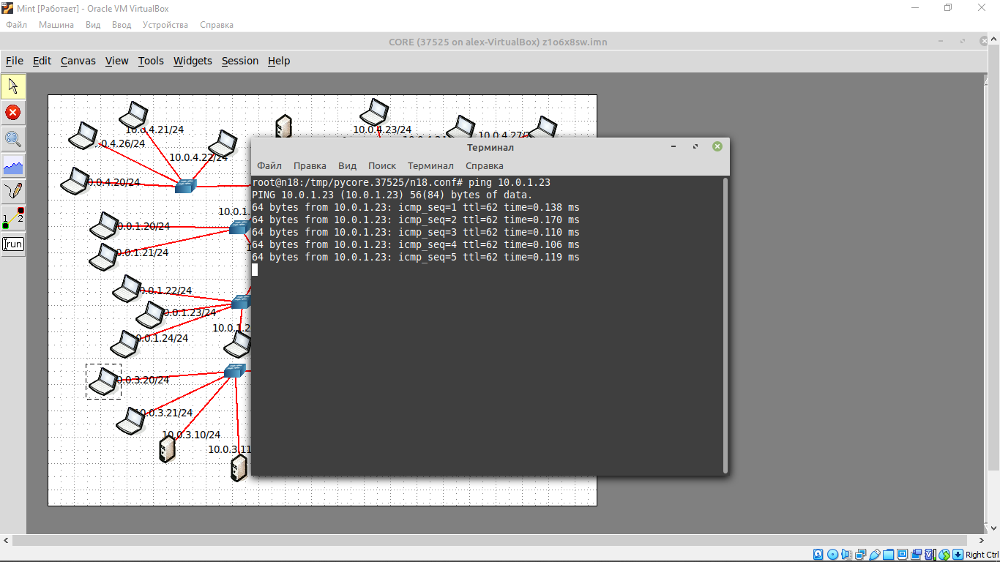 Mint [Работает] - Oracle VM VirtualBox
Файл Машина Вид Ввод Устройства Справка
CORE (37525 on alex-VirtualBox) z1o6x8sw.imn
File Edit Canvas View Tools Widgets Session Help
10.0.4.21/24
10.0.4.23/24
.0.4.26/24
10.0.4.27/2
10.0.4.22/24
0.0.4.20/24
Терминал
Файл Правка Вид Поиск Терминал Справка
root@n18:/tmp/pycore.37525/n18.conf# ping 10.0.1.23
PING 10.0.1.23 (10.0.1.23) 56(84) bytes of data.
64 bytes from 10.0.1.23: icmp_seq=1 ttl=62 time=0.138 ms
64 bytes from 10.0.1.23: icmp_seq=2 ttl=62 time=0.170 ms
64 bytes from 10.0.1.23: icmp_seq=3 ttl=62 time=0.110 ms
64 bytes from 10.0.1.23: icmp_seq=4 ttl=62 time=0.106 ms
64 bytes from 10.0.1.23: icmp_seq=5 ttl=62 time=0.119 ms
10.0.1.
0.0.1.20/24
1 2
run
0.0.1.21/24
0.0.1.22/24
0.0.1.23/24
10.0.1.2
0.0.1.24/24
0.0.3.20/24
0.0.3.21/24
10.0.3.10/24
10.0.3.11
Right Ctrl